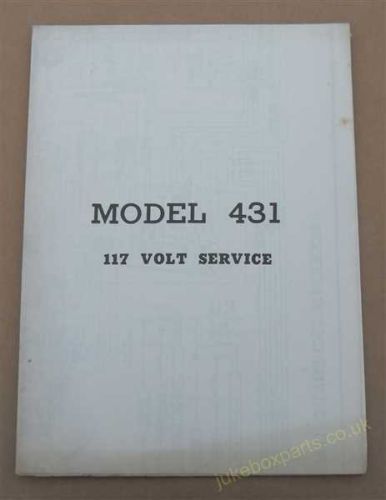 MODEL 431
117 VOLT SERVICE
jukeboxparts.co.uk